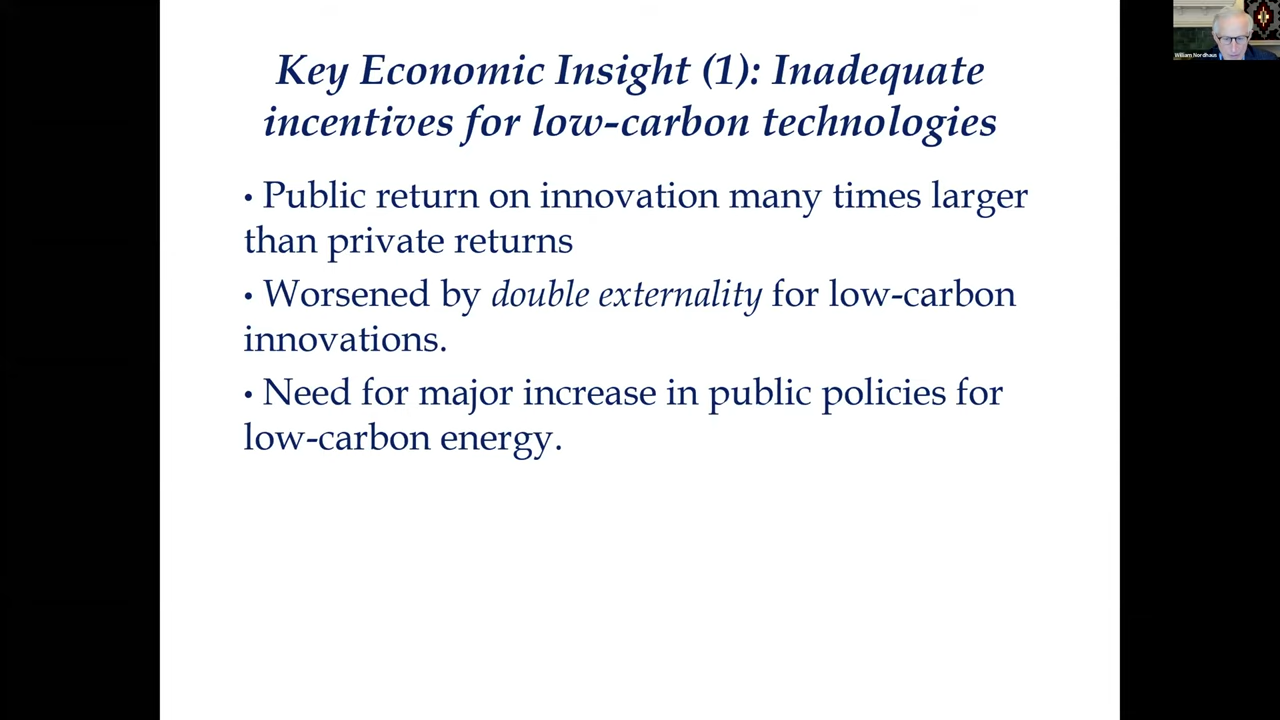 Key Economic Insight (1): Inadequate
incentives for low-carbon technologies
• Public return on innovation many times larger
than private returns
• Worsened by double externality for low-carbon
innovations.
• Need for major increase in public policies for
low-carbon energy.
William Nordhaus